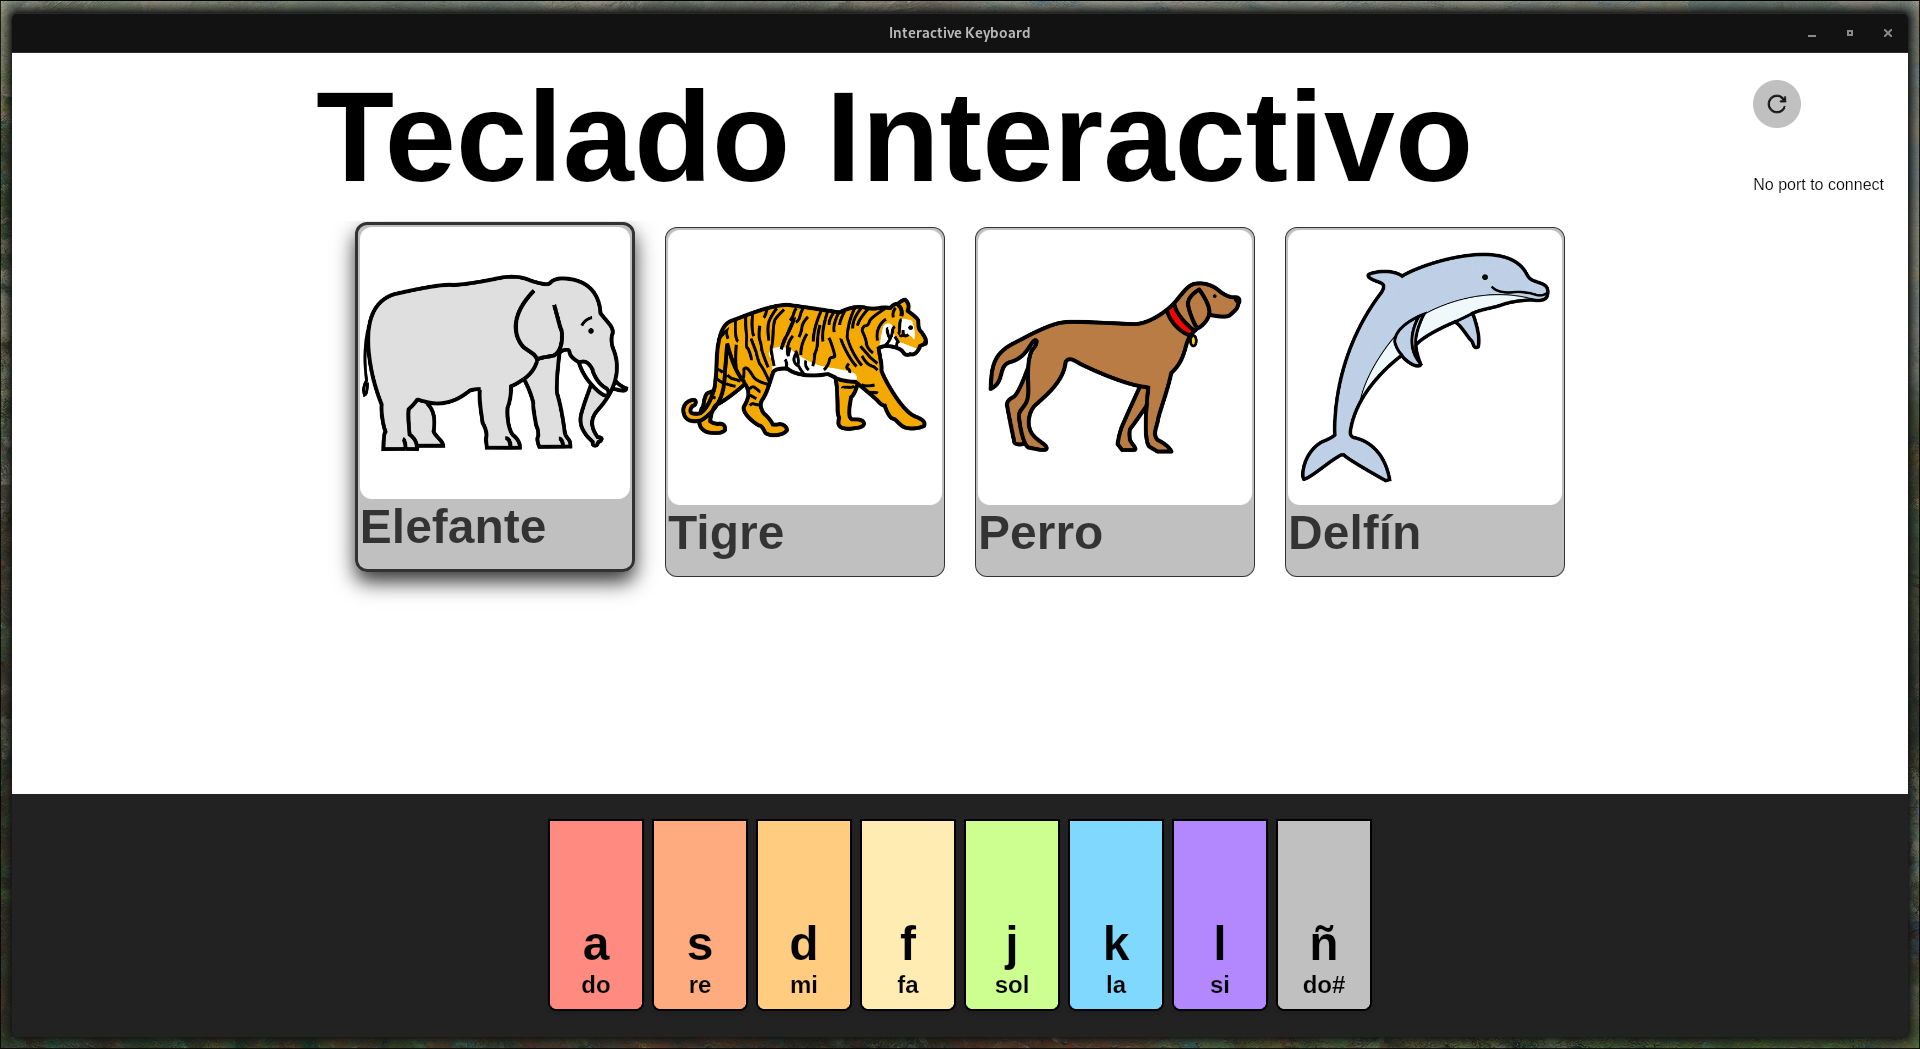 Interactive Keyboard
Teclado Interactivo
No port to connect
Elefante
Tigre
Perro
Delfín
a
do
s
re
d
mi
f
fa
j
sol
k
la
l
si
ñ
do#